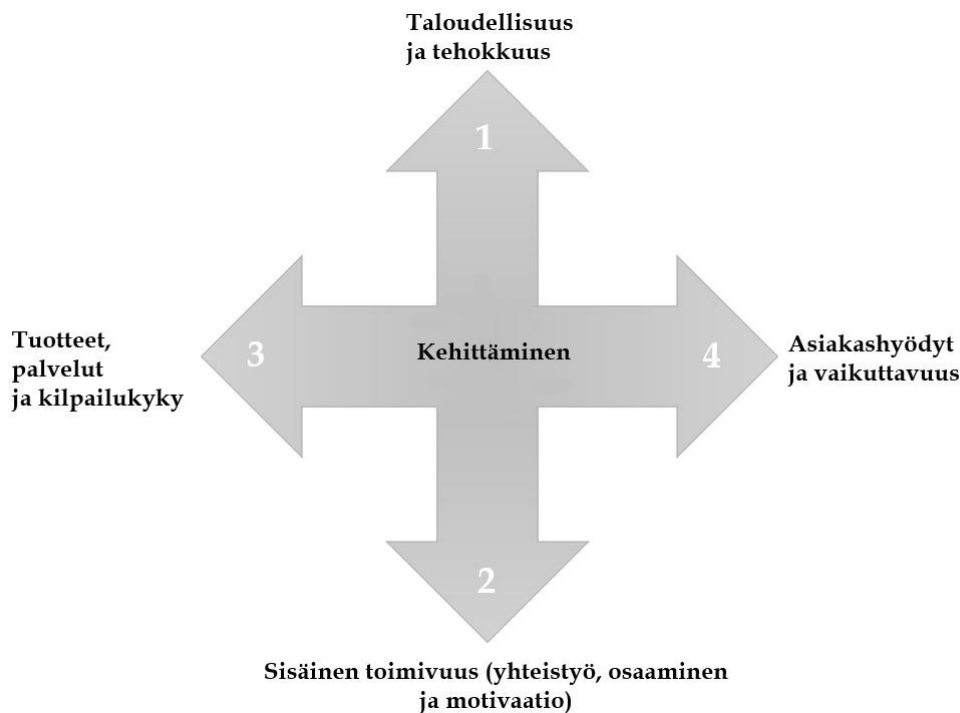 Taloudellisuus
ja tehokkuus
1
Tuotteet,
palvelut
ja kilpailukyky
3
Kehittäminen
4
Asiakashyödyt
ja vaikuttavuus
2
Sisäinen toimivuus (yhteistyö, osaaminen
ja motivaatio)